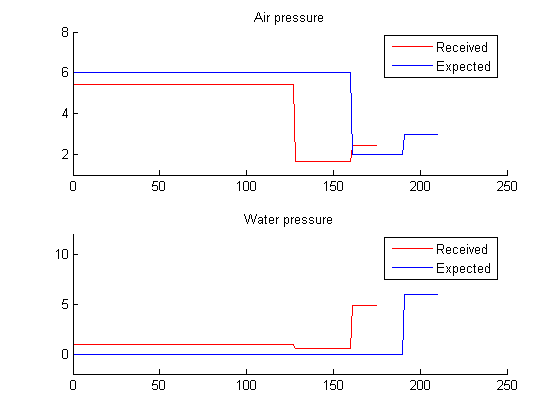 Air pressure
8
6
4
2
0 50 100 150 200 250
Received
Expected
Water pressure
10
5
0
0 50 100 150 200 250
Received
Expected